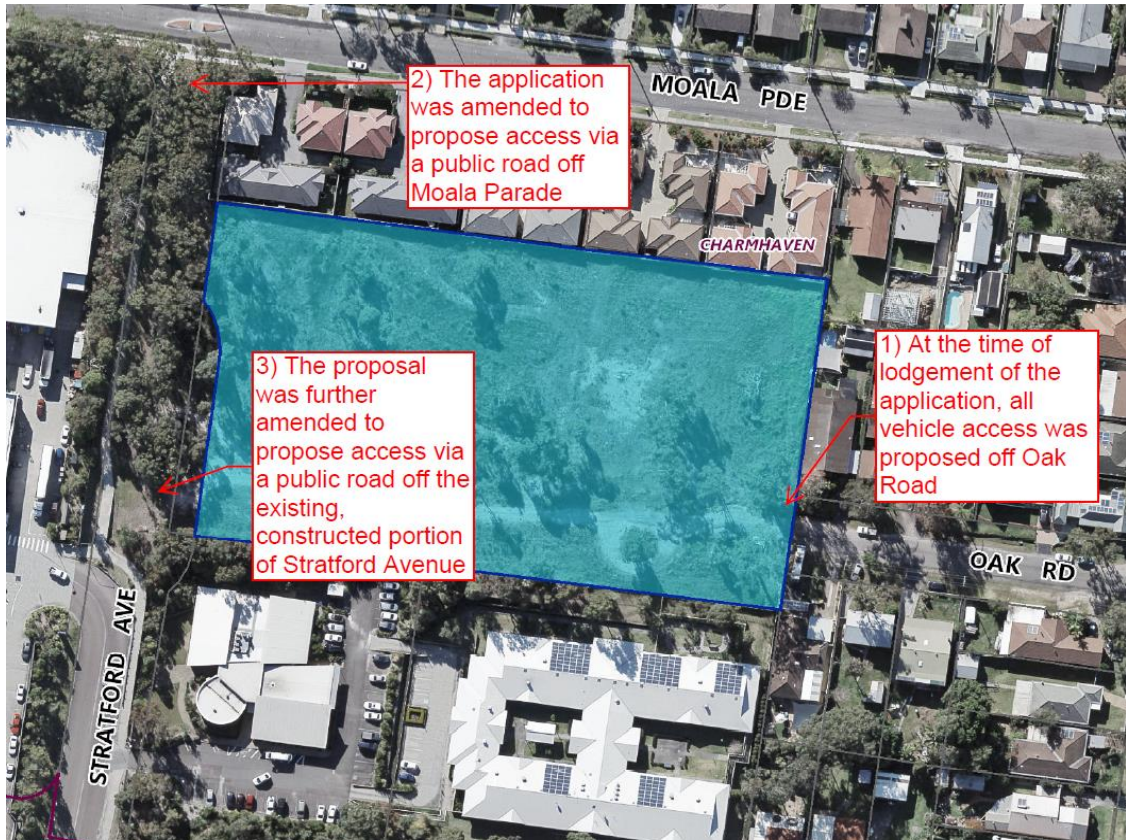 MOALA PDE
2) The application
was amended to
propose access via
a public road off
Moala Parade
CHARMHAVEN
1) At the time of
lodgement of the
application, all
vehicle access was
proposed off Oak
Road
3) The proposal
was further
amended to
propose access via
a public road off the
existing,
constructed portion
of Stratford Avenue
OAK RD
STRATFORD AVE